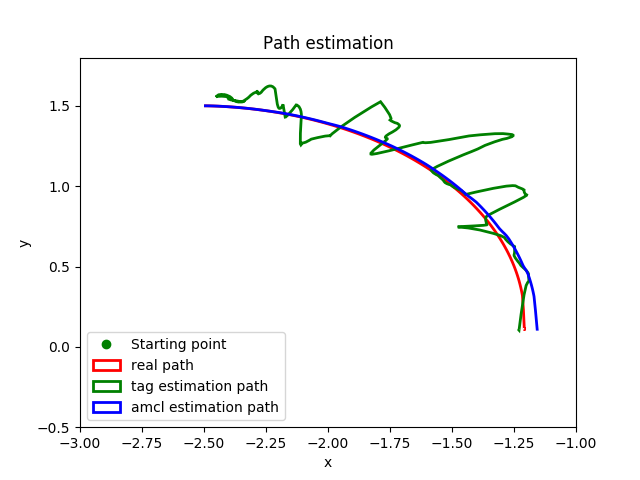 Path estimation
y
1.5
1.0
0.5
0.0
−0.5
Starting point
real path
tag estimation path
amcl estimation path
−3.00 −2.75 −2.50 −2.25 −2.00 −1.75 −1.50 −1.25 −1.00
x